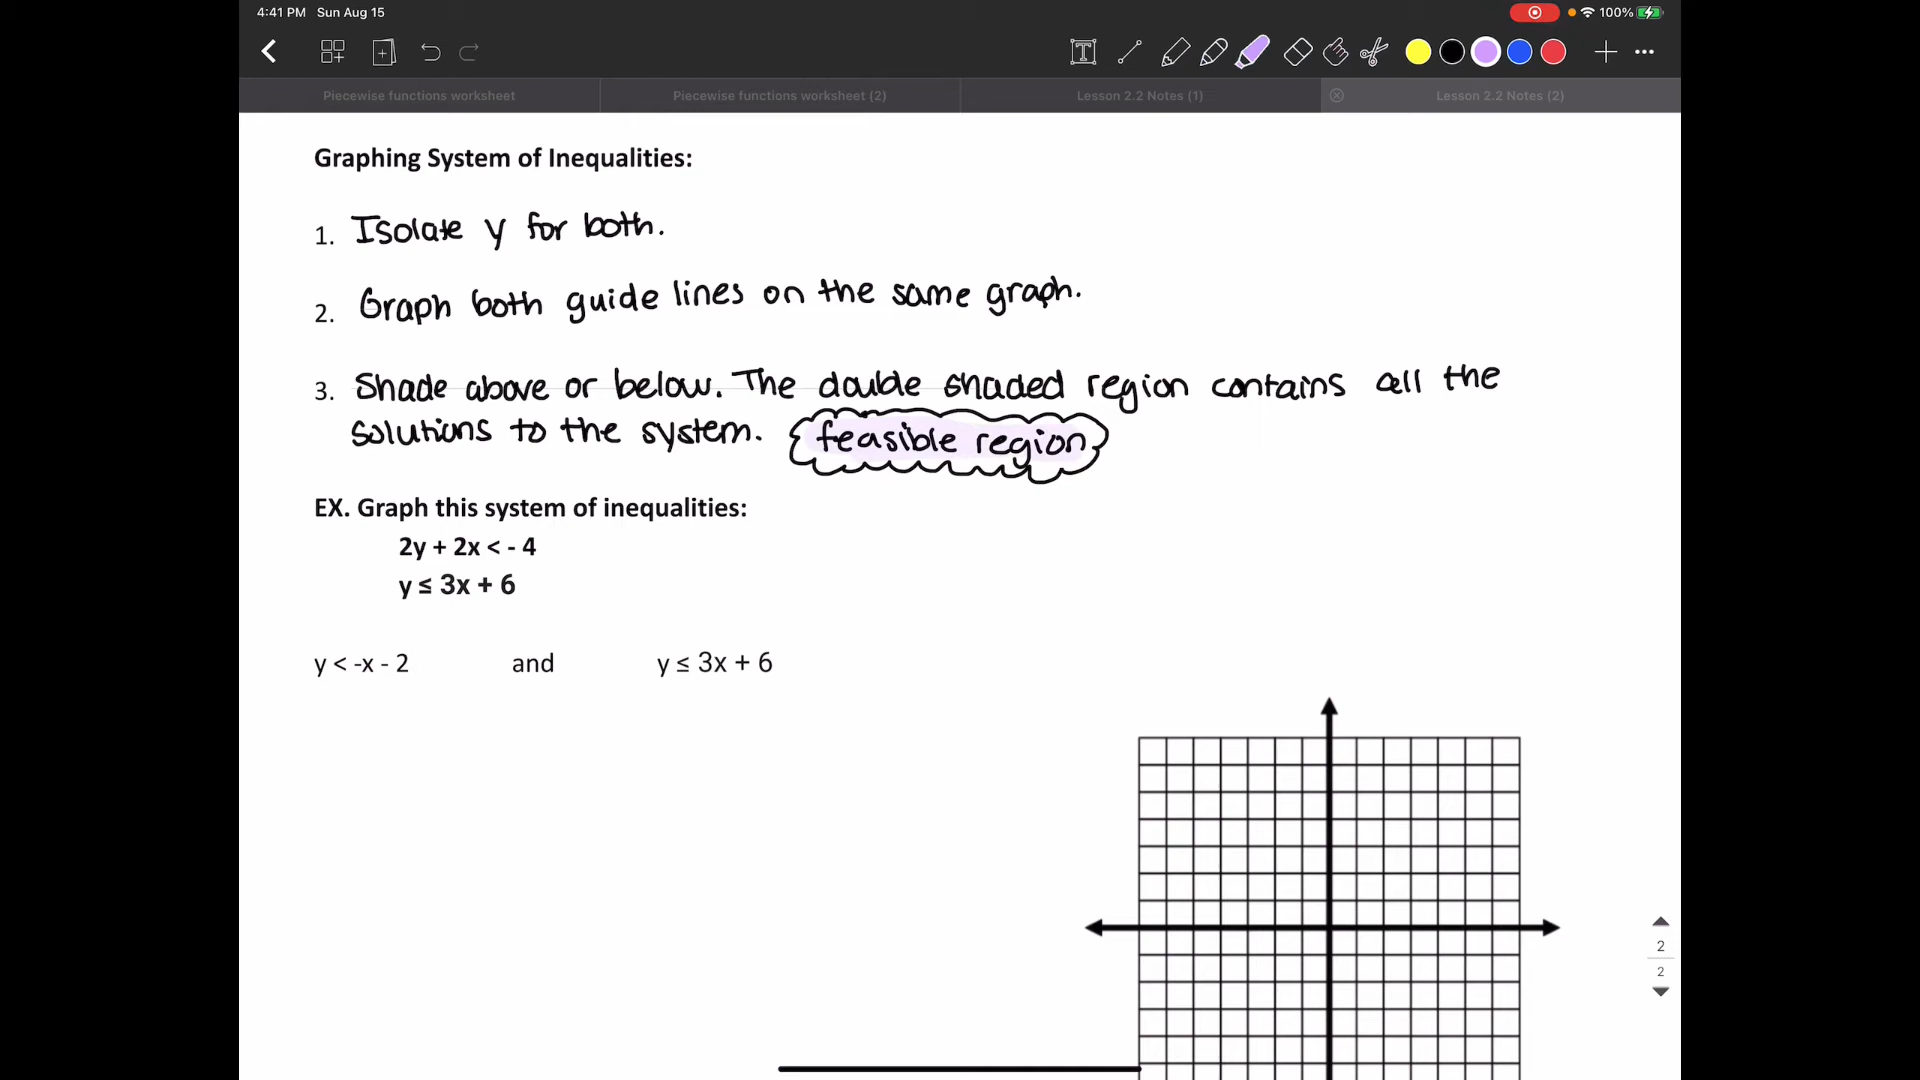 4:41 PM Sun Aug 15
100%
Piecewise functions worksheet
Piecewise functions worksheet (2)
Lesson 2.2 Notes (1)
Lesson 2.2 Notes (2)
Graphing System of Inequalities:
1. Isolate y for both.
2. Graph both guide lines on the same graph.
3. Shade above or below. The double shaded region contains all the
solutions to the system. feasible region
EX. Graph this system of inequalities:
2y + 2x < - 4
y ≤ 3x + 6
y < -x - 2 and y ≤ 3x + 6
2
2